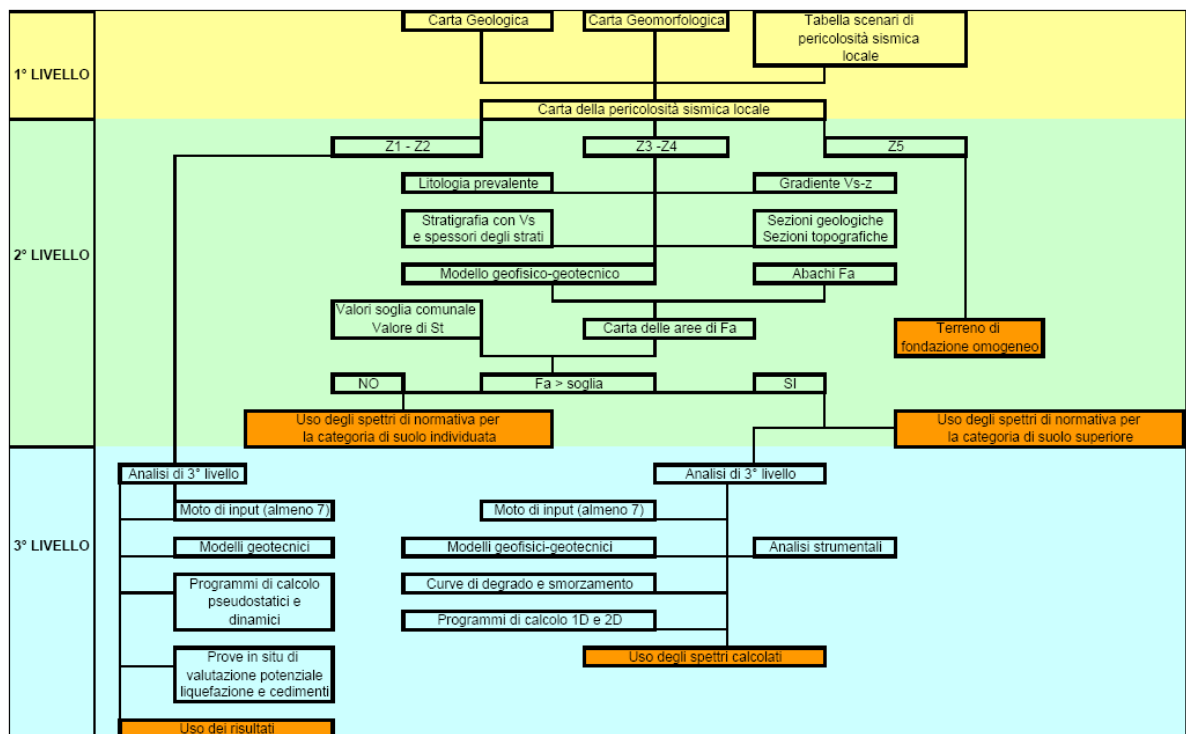 Carta Geologica
Carta Geomorfologica
Tabella scenari di
pericolosità sismica
locale
1° LIVELLO
Carta della pericolosità sismica locale
Z1 - Z2
Z3 -Z4
Z5
Litologia prevalente
Gradiente Vs-z
Stratigrafia con Vs
e spessori degli strati
Sezioni geologiche
Sezioni topografiche
2° LIVELLO
Modello geofisico-geotecnico
Abachi Fa
Valori soglia comunale
Valore di St
Carta delle aree di Fa
Terreno di
fondazione omogeneo
NO
Fa > soglia
SI
Uso degli spettri di normativa per
la categoria di suolo individuata
Uso degli spettri di normativa per
la categoria di suolo superiore
Analisi di 3° livello
Analisi di 3° livello
Moto di input (almeno 7)
Moto di input (almeno 7)
3° LIVELLO
Modelli geotecnici
Modelli geofisici-geotecnici
Analisi strumentali
Programmi di calcolo
pseudostatici e
dinamici
Curve di degrado e smorzamento
Programmi di calcolo 1D e 2D
Prove in situ di
valutazione potenziale
liquefazione e cedimenti
Uso degli spettri calcolati
Uso dei risultati